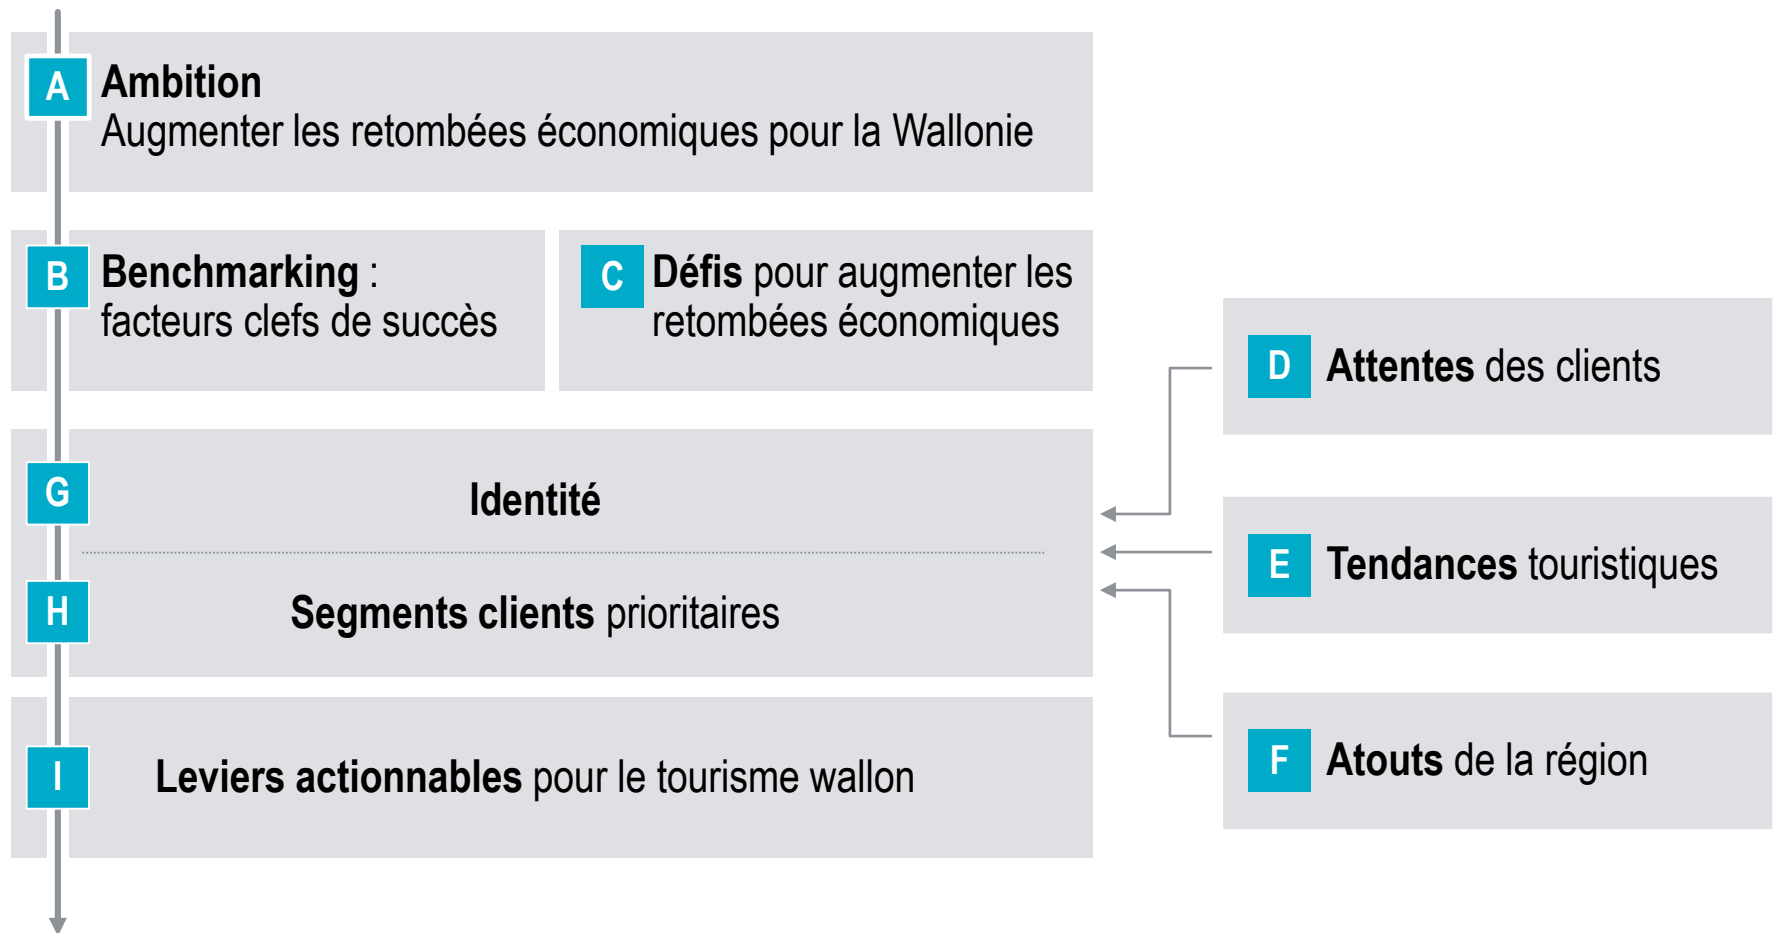 A
Ambition
Augmenter les retombées économiques pour la Wallonie
B
Benchmarking :
facteurs clefs de succès
C
Défis pour augmenter les
retombées économiques
D
Attentes des clients
G
Identité
E
Tendances touristiques
H
Segments clients prioritaires
F
Atouts de la région
I
Leviers actionnables pour le tourisme wallon